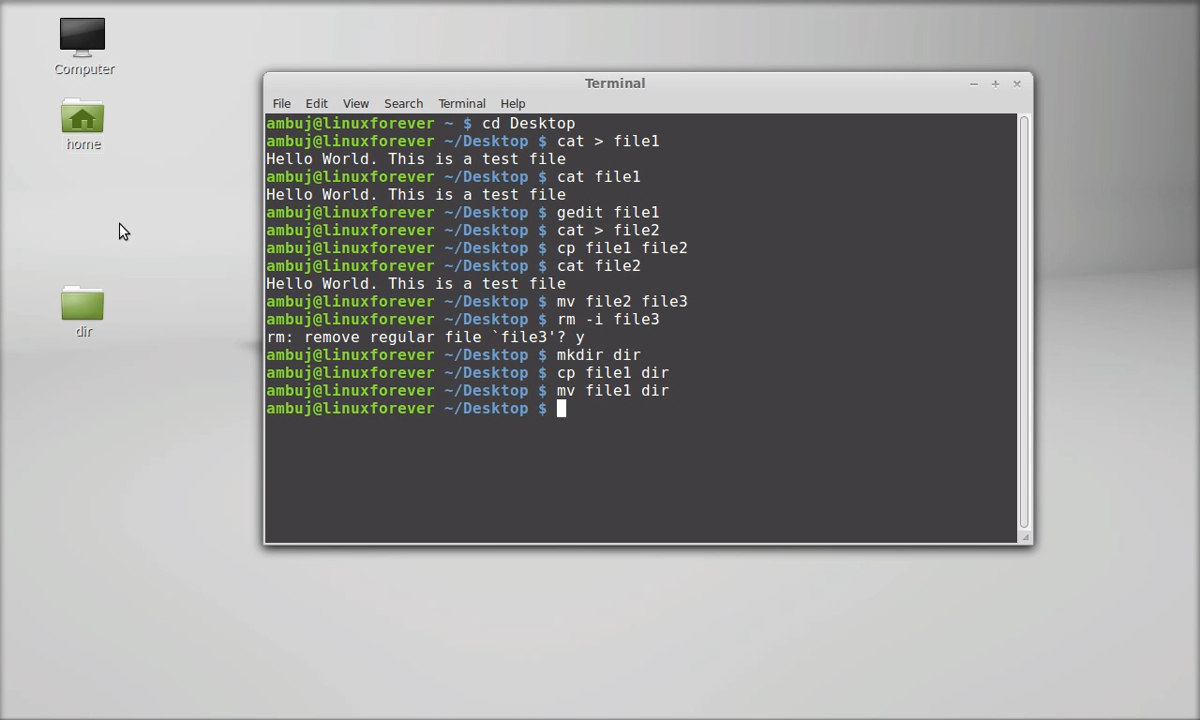 Computer
home
dir
Terminal
File Edit View Search Terminal Help
ambuj@linuxforever ~ $ cd Desktop
ambuj@linuxforever ~/Desktop $ cat > file1
Hello World. This is a test file
ambuj@linuxforever ~/Desktop $ cat file1
Hello World. This is a test file
ambuj@linuxforever ~/Desktop $ gedit file1
ambuj@linuxforever ~/Desktop $ cat > file2
ambuj@linuxforever ~/Desktop $ cp file1 file2
ambuj@linuxforever ~/Desktop $ cat file2
Hello World. This is a test file
ambuj@linuxforever ~/Desktop $ mv file2 file3
ambuj@linuxforever ~/Desktop $ rm -i file3
rm: remove regular file `file3'? y
ambuj@linuxforever ~/Desktop $ mkdir dir
ambuj@linuxforever ~/Desktop $ cp file1 dir
ambuj@linuxforever ~/Desktop $ mv file1 dir
ambuj@linuxforever ~/Desktop $